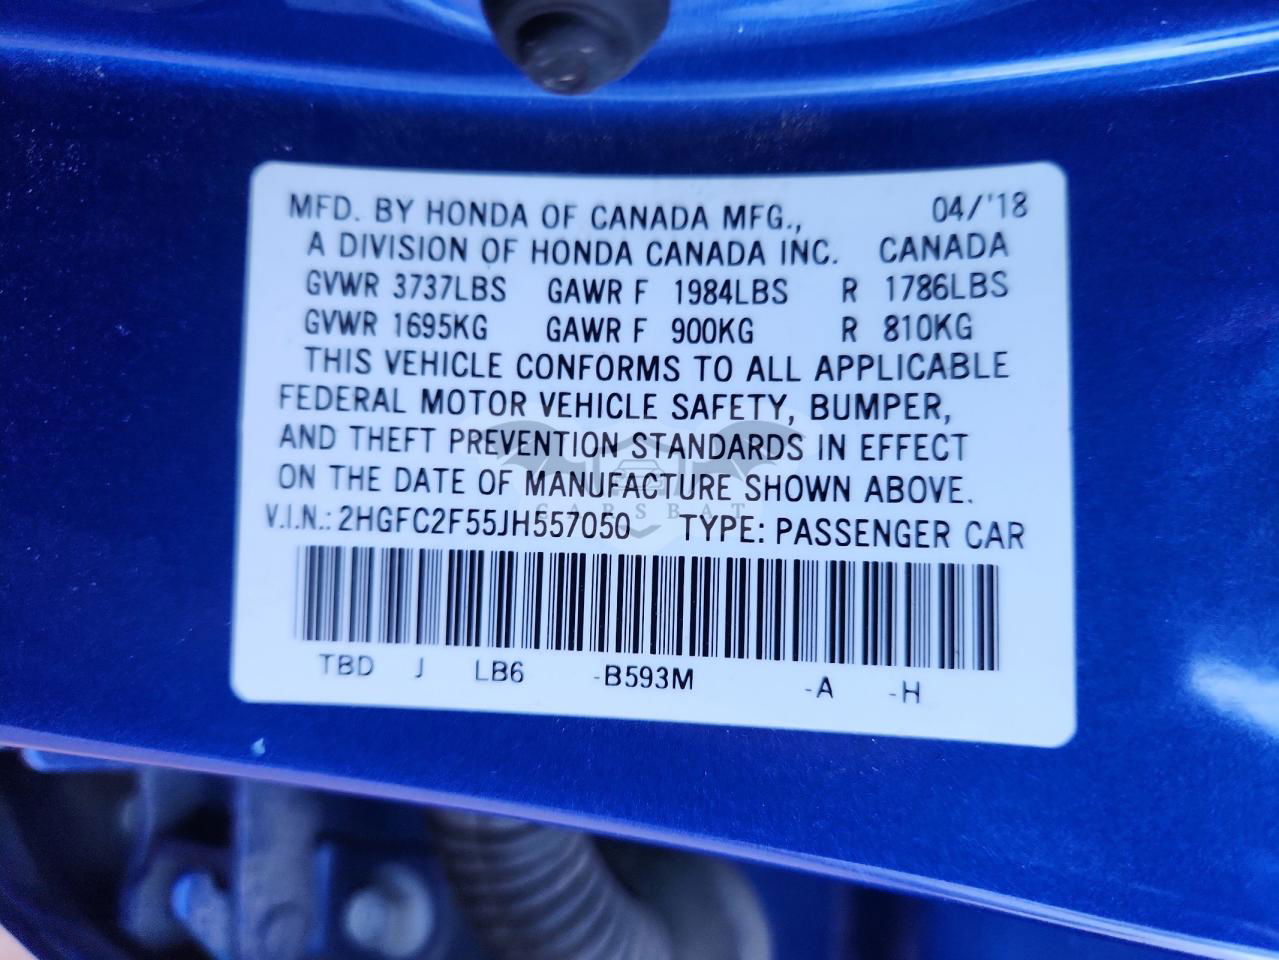 MFD. BY HONDA OF CANADA MFG., 04/'18
A DIVISION OF HONDA CANADA INC. CANADA
GVWR 3737LBS GAWR F 1984LBS R 1786LBS
GVWR 1695KG GAWR F 900KG R 810KG
THIS VEHICLE CONFORMS TO ALL APPLICABLE
FEDERAL MOTOR VEHICLE SAFETY, BUMPER,
AND THEFT PREVENTION STANDARDS IN EFFECT
ON THE DATE OF MANUFACTURE SHOWN ABOVE.
CARSBAT
V.I.N.: 2HGFC2F55JH557050 TYPE: PASSENGER CAR
TBD J LB6 -B593M -A -H